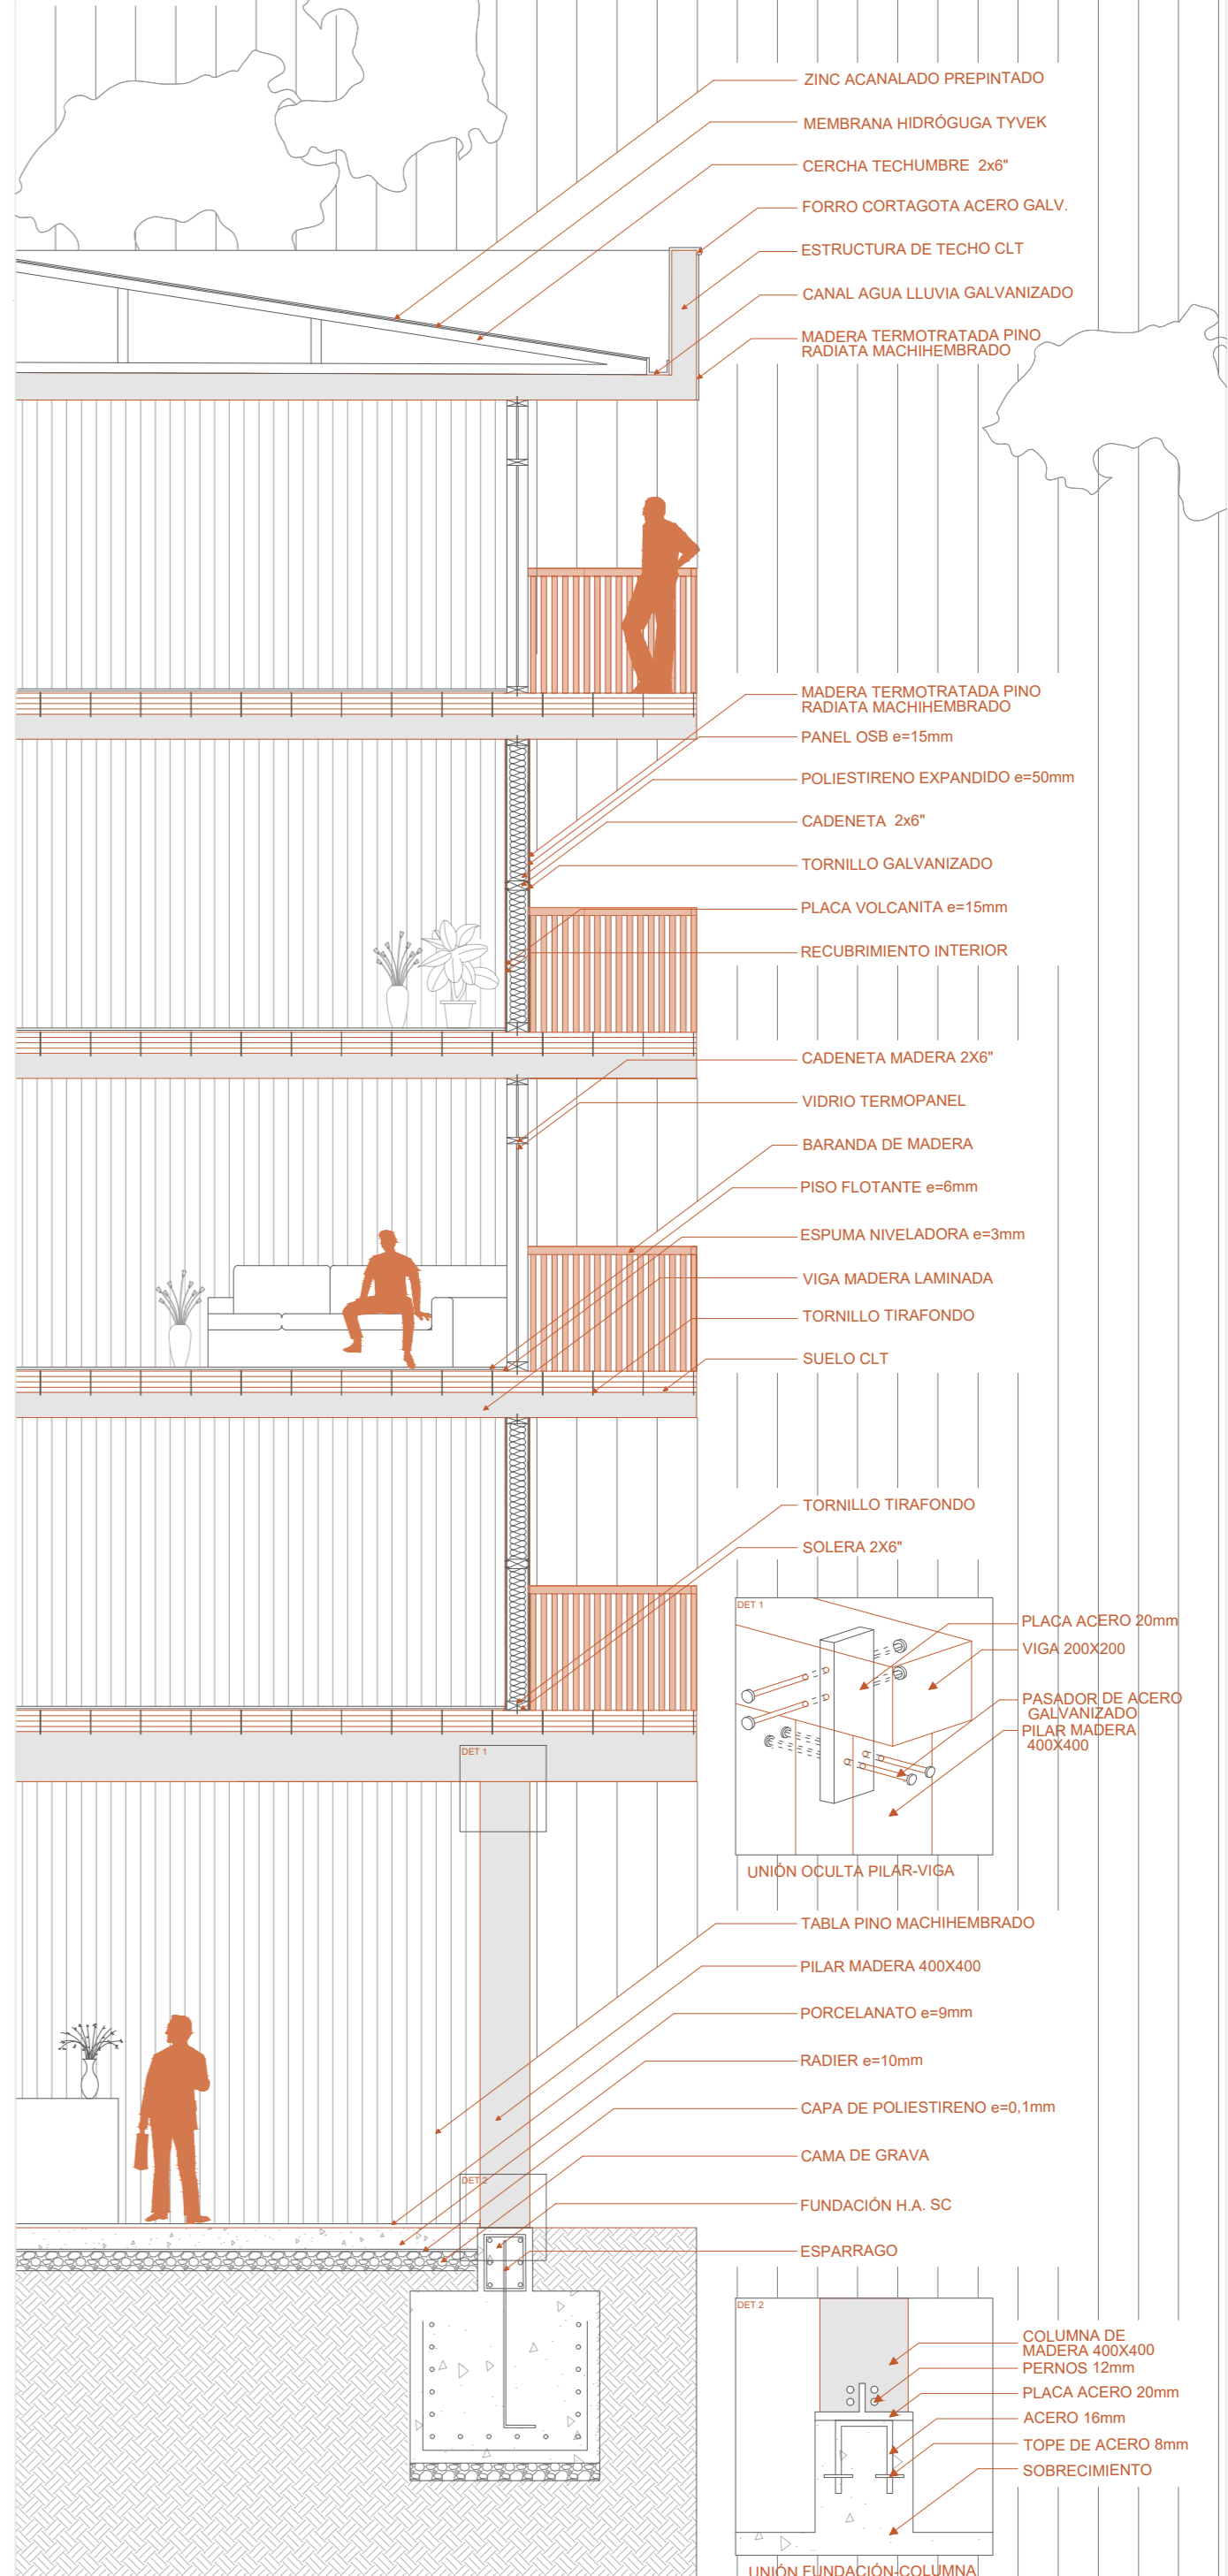 ZINC ACANALADO PREPINTADO
MEMBRANA HIDRÓGUGA TYVEK
CERCHA TECHUMBRE 2x6"
FORRO CORTAGOTA ACERO GALV.
ESTRUCTURA DE TECHO CLT
CANAL AGUA LLUVIA GALVANIZADO
MADERA TERMOTRATADA PINO
RADIATA MACHIHEMBRADO
MADERA TERMOTRATADA PINO
RADIATA MACHIHEMBRADO
PANEL OSB e=15mm
POLIESTIRENO EXPANDIDO e=50mm
CADENETA 2x6"
TORNILLO GALVANIZADO
PLACA VOLCANITA e=15mm
RECUBRIMIENTO INTERIOR
CADENETA MADERA 2X6"
VIDRIO TERMOPANEL
BARANDA DE MADERA
PISO FLOTANTE e=6mm
ESPUMA NIVELADORA e=3mm
VIGA MADERA LAMINADA
TORNILLO TIRAFONDO
SUELO CLT
TORNILLO TIRAFONDO
SOLERA 2X6"
DET 1
PLACA ACERO 20mm
VIGA 200X200
PASADOR DE ACERO
GALVANIZADO
PILAR MADERA
400X400
UNIÓN OCULTA PILAR-VIGA
DET 1
TABLA PINO MACHIHEMBRADO
PILAR MADERA 400X400
PORCELANATO e=9mm
RADIER e=10mm
CAPA DE POLIESTIRENO e=0,1mm
CAMA DE GRAVA
FUNDACIÓN H.A. SC
ESPARRAGO
DET 2
DET 2
COLUMNA DE
MADERA 400X400
PERNOS 12mm
PLACA ACERO 20mm
ACERO 16mm
TOPE DE ACERO 8mm
SOBRECIMIENTO
UNIÓN FUNDACIÓN-COLUMNA